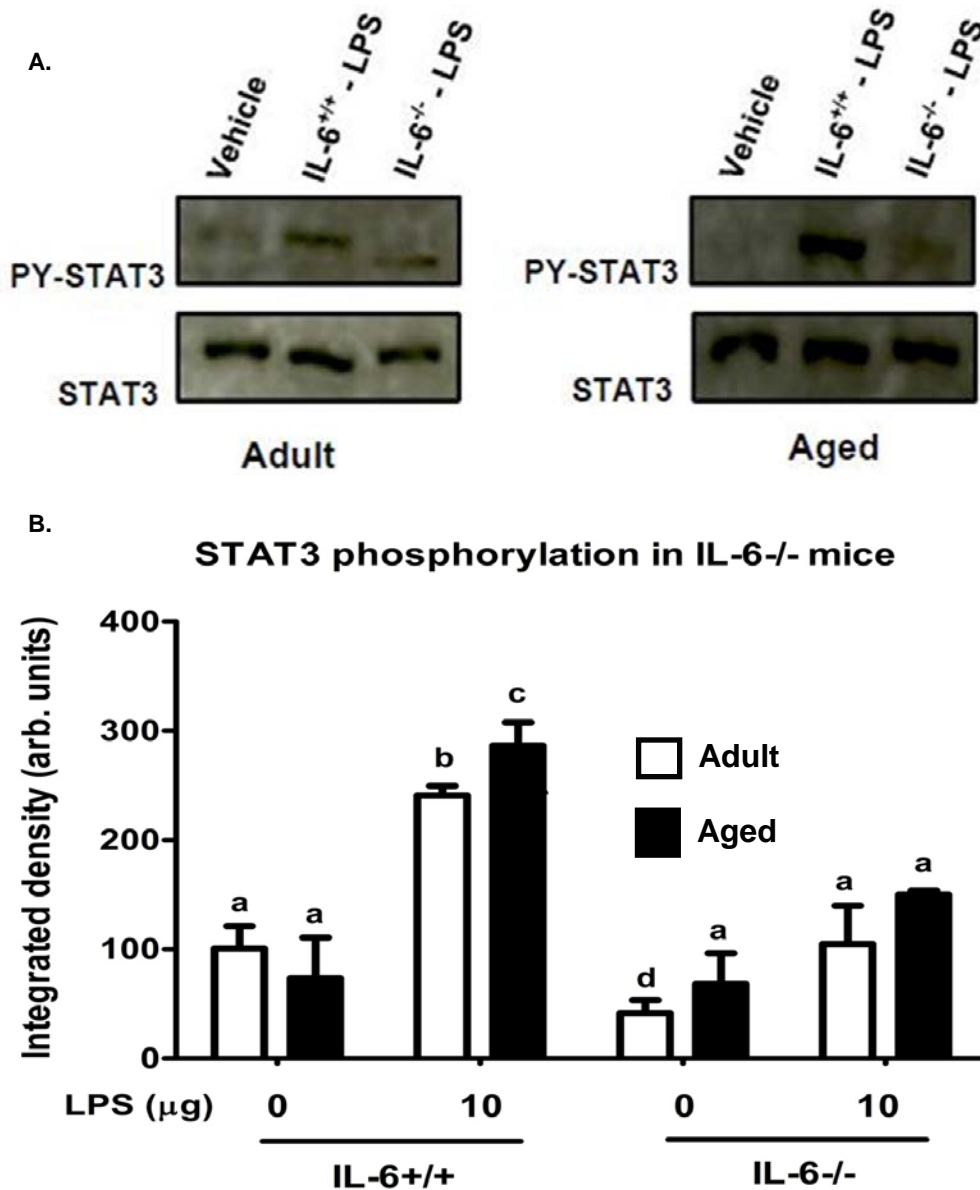 A.
Vehicle
IL-6+/+ - LPS
IL-6-/- - LPS
PY-STAT3
STAT3
Adult
Vehicle
IL-6+/+ - LPS
IL-6-/- - LPS
PY-STAT3
STAT3
Aged
B.
STAT3 phosphorylation in IL-6-/- mice
Integrated density (arb. units)
400
300
200
100
0
a
a
b
c
d
a
a
a
Adult
Aged
LPS (μg) 0 10 0 10
IL-6+/+ IL-6-/-